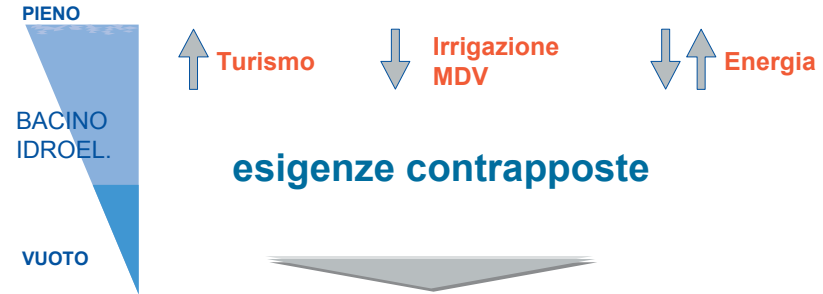 PIENO
Turismo
Irrigazione
MDV
Energia
BACINO
IDROEL.
esigenze contrapposte
VUOTO